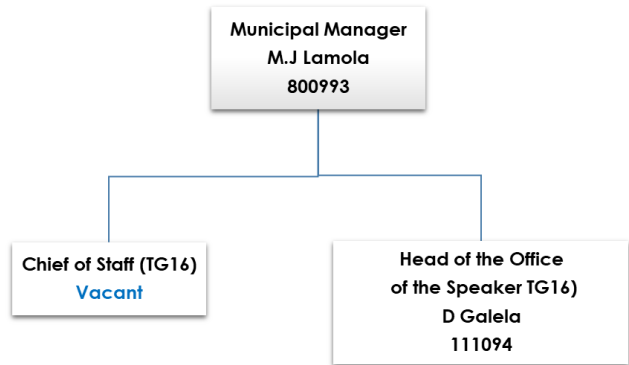 Municipal Manager
M.J Lamola
800993
Chief of Staff (TG16)
Vacant
Head of the Office
of the Speaker TG16)
D Galela
111094